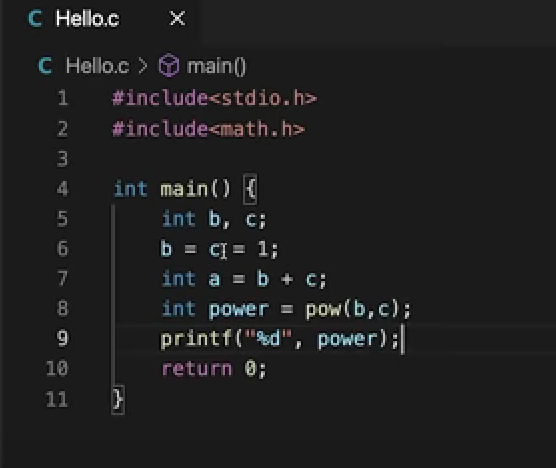 C Hello.c ×
C Hello.c > main()
1 #include<stdio.h>
2 #include<math.h>
3
4 int main() {
5     int b, c;
6     b = c = 1;
7     int a = b + c;
8     int power = pow(b,c);
9     printf("%d", power);
10     return 0;
11 }